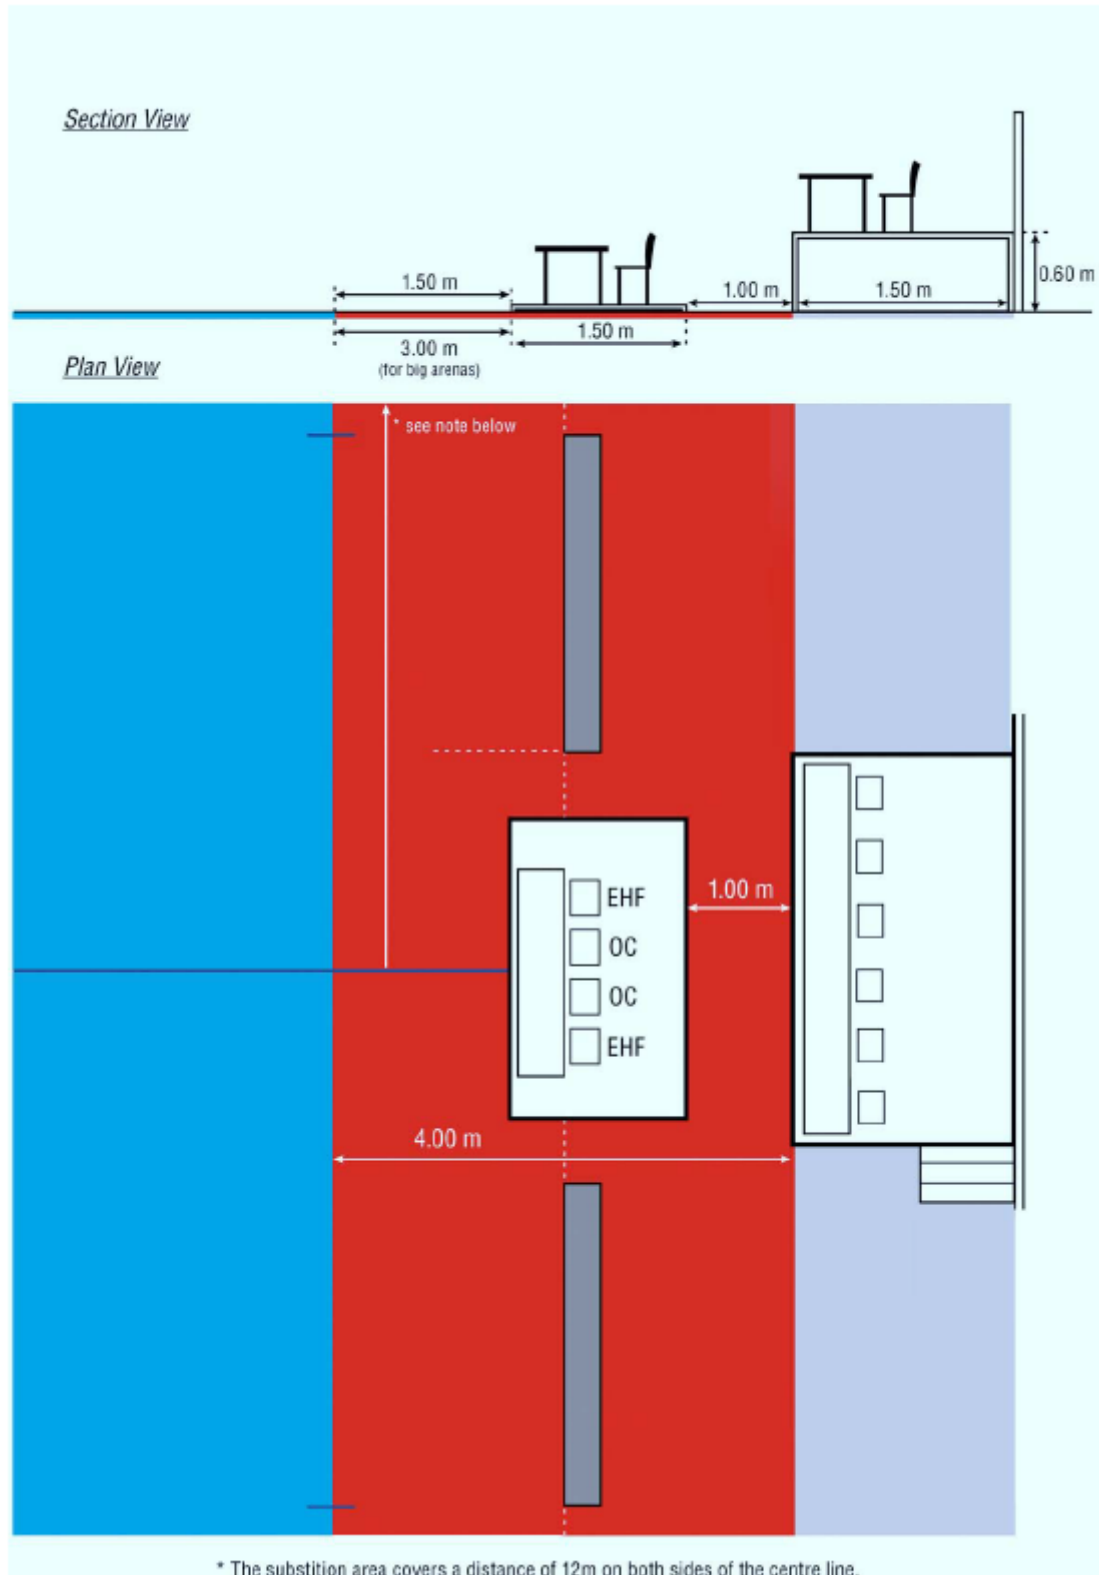 Section View
1.50 m
1.00 m
1.50 m
0.60 m
1.50 m
3.00 m
(for big arenas)
Plan View
* see note below
1.00 m
EHF
OC
OC
EHF
4.00 m
* The substition area covers a distance of 12m on both sides of the centre line.